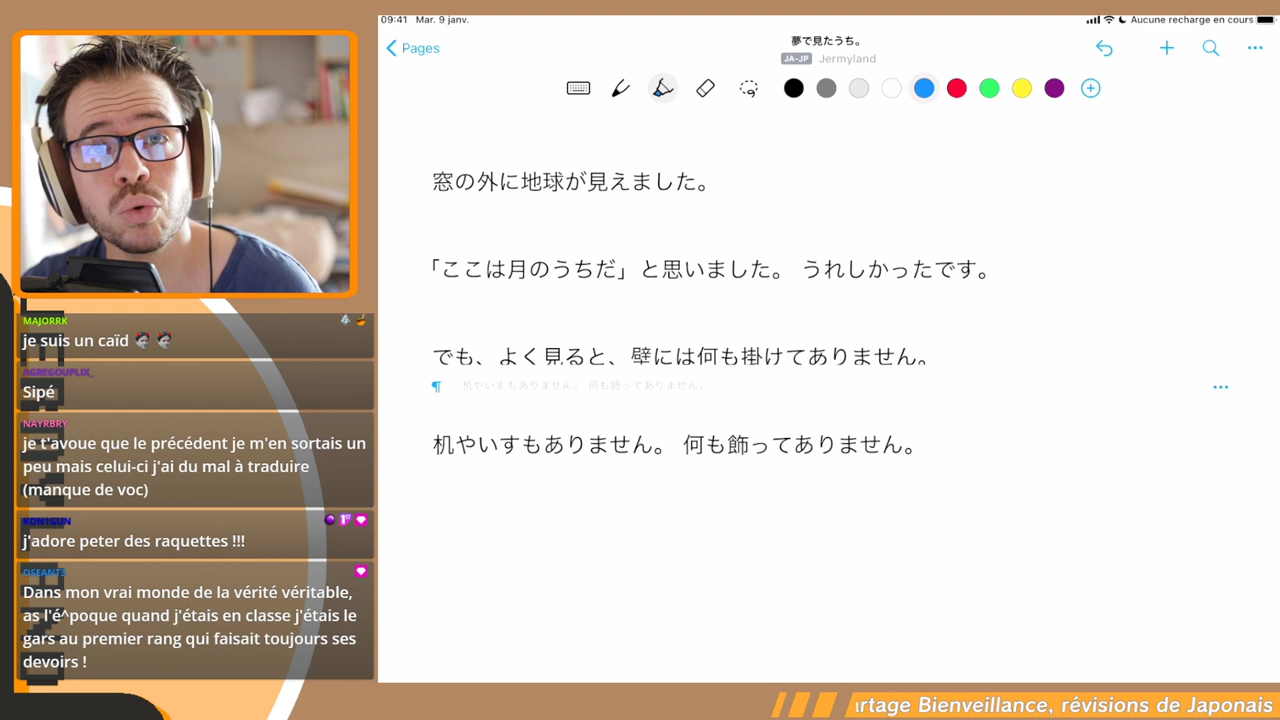 09:41 Mar. 9 janv.
Aucune recharge en cours
Pages
夢で見たうち。
JA-JP Jermyland
窓の外に地球が見えました。
「ここは月のうちだ」と思いました。 うれしかったです。
でも、よく見ると、壁には何も掛けてありません。
¶ 机やいすもありません。 何も飾ってありません。
机やいすもありません。 何も飾ってありません。
MAJORRK
je suis un caïd
AGREGOUPLIX_
Sipé
NAYRBRY
je t'avoue que le précédent je m'en sortais un
peu mais celui-ci j'ai du mal à traduire
(manque de voc)
KON1GUN
j'adore peter des raquettes !!!
Dans mon vrai monde de la vérité véritable,
as l'é^poque quand j'étais en classe j'étais le
gars au premier rang qui faisait toujours ses
devoirs !
rtage Bienveillance, révisions de Japonais